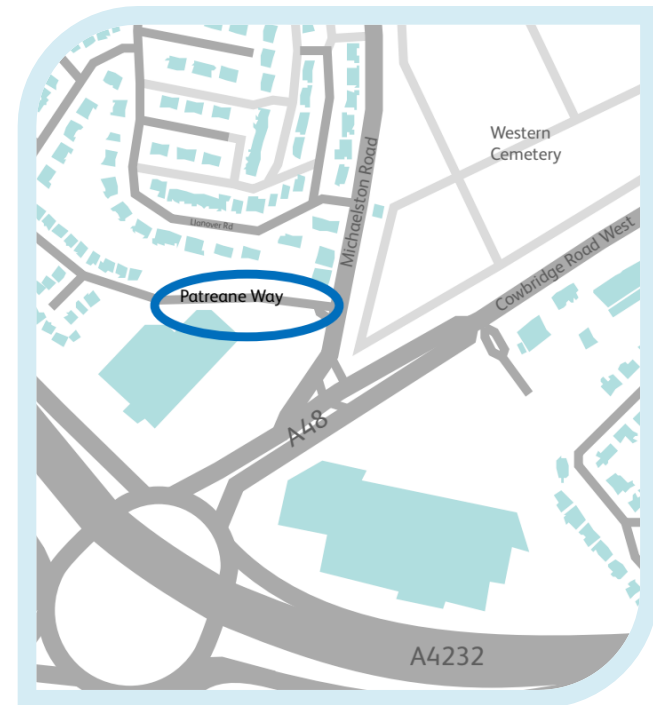 Western
Cemetery
Michaelston Road
Llanover Rd
Cowbridge Road West
Patreane Way
A48
A4232